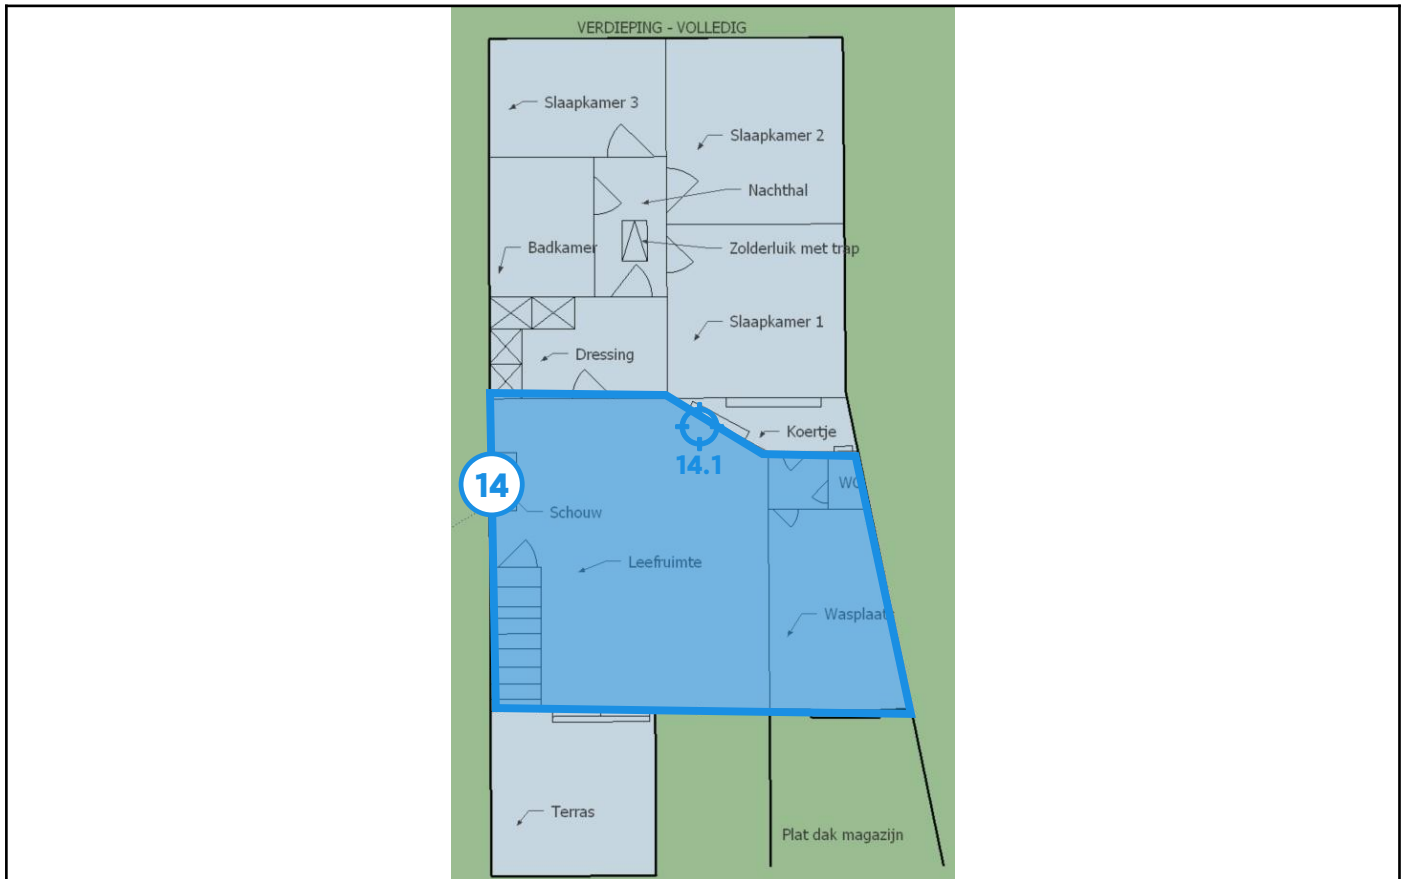 VERDIEPING - VOLLEDIG
Slaapkamer 3
Slaapkamer 2
Nachthal
Badkamer
Zolderluik met trap
Slaapkamer 1
Dressing
Koertje
14.1
14
WC
Schouw
Leefruimte
Wasplaats
Terras
Plat dak magazijn